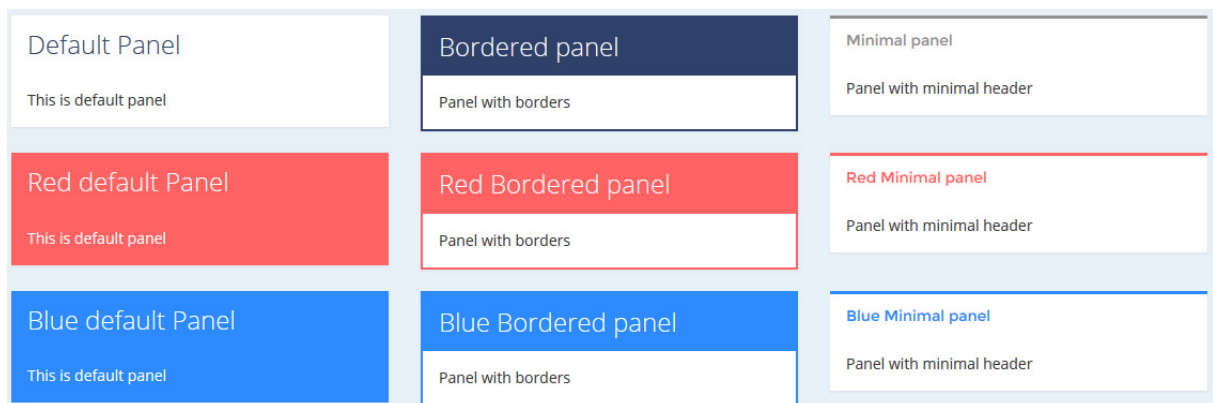 Default Panel
This is default panel
Bordered panel
Panel with borders
Minimal panel
Panel with minimal header
Red default Panel
This is default panel
Red Bordered panel
Panel with borders
Red Minimal panel
Panel with minimal header
Blue default Panel
This is default panel
Blue Bordered panel
Panel with borders
Blue Minimal panel
Panel with minimal header